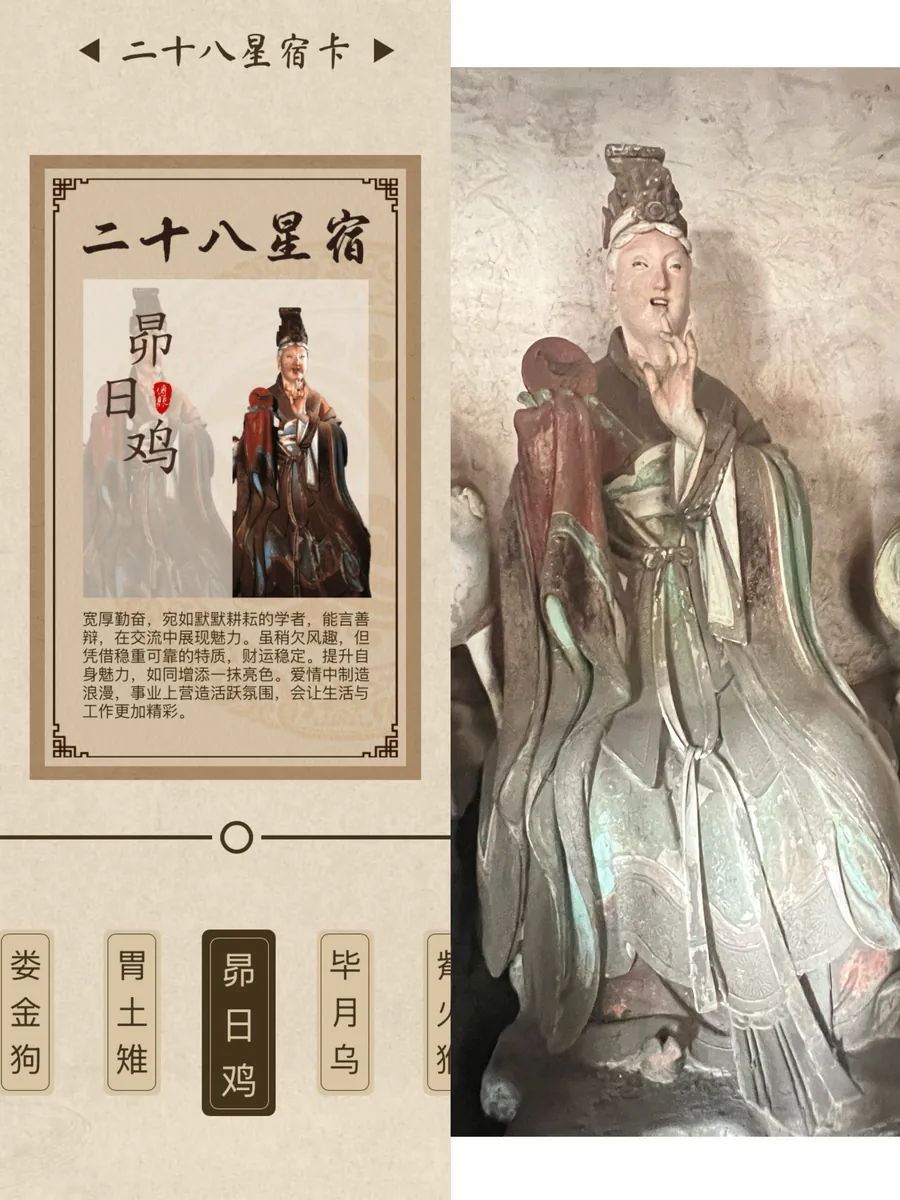 二十八星宿卡
二十八星宿
昴
日
鸡
宽厚勤奋，宛如默默耕耘的学者，能言善
辩，在交流中展现魅力。虽稍欠风趣，但
凭借稳重可靠的特质，财运稳定。提升自
身魅力，如同增添一抹亮色。爱情中制造
浪漫，事业上营造活跃氛围，会让生活与
工作更加精彩。
娄金狗
胃土雉
昴日鸡
毕月乌